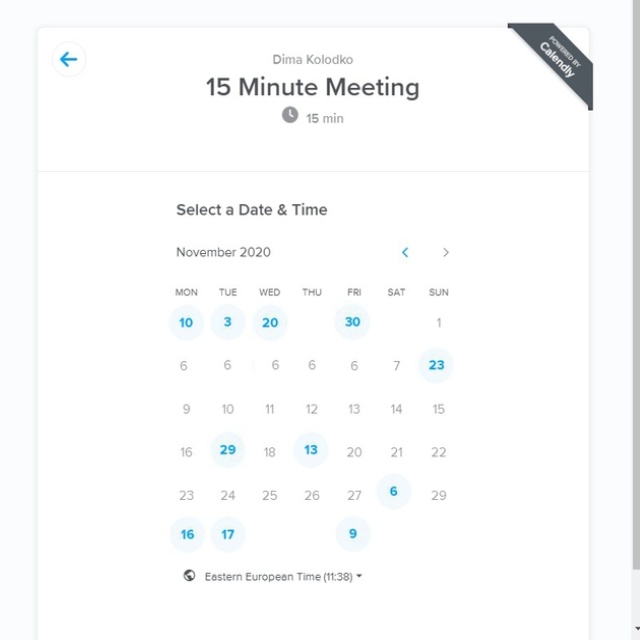 POWERED BY
Calendly
Dima Kolodko
15 Minute Meeting
15 min
Select a Date & Time
November 2020
MON TUE WED THU FRI SAT SUN
10 3 20 30 1
6 6 6 6 6 7 23
9 10 11 12 13 14 15
16 29 18 13 20 21 22
23 24 25 26 27 6 29
16 17 9
Eastern European Time (11:38)